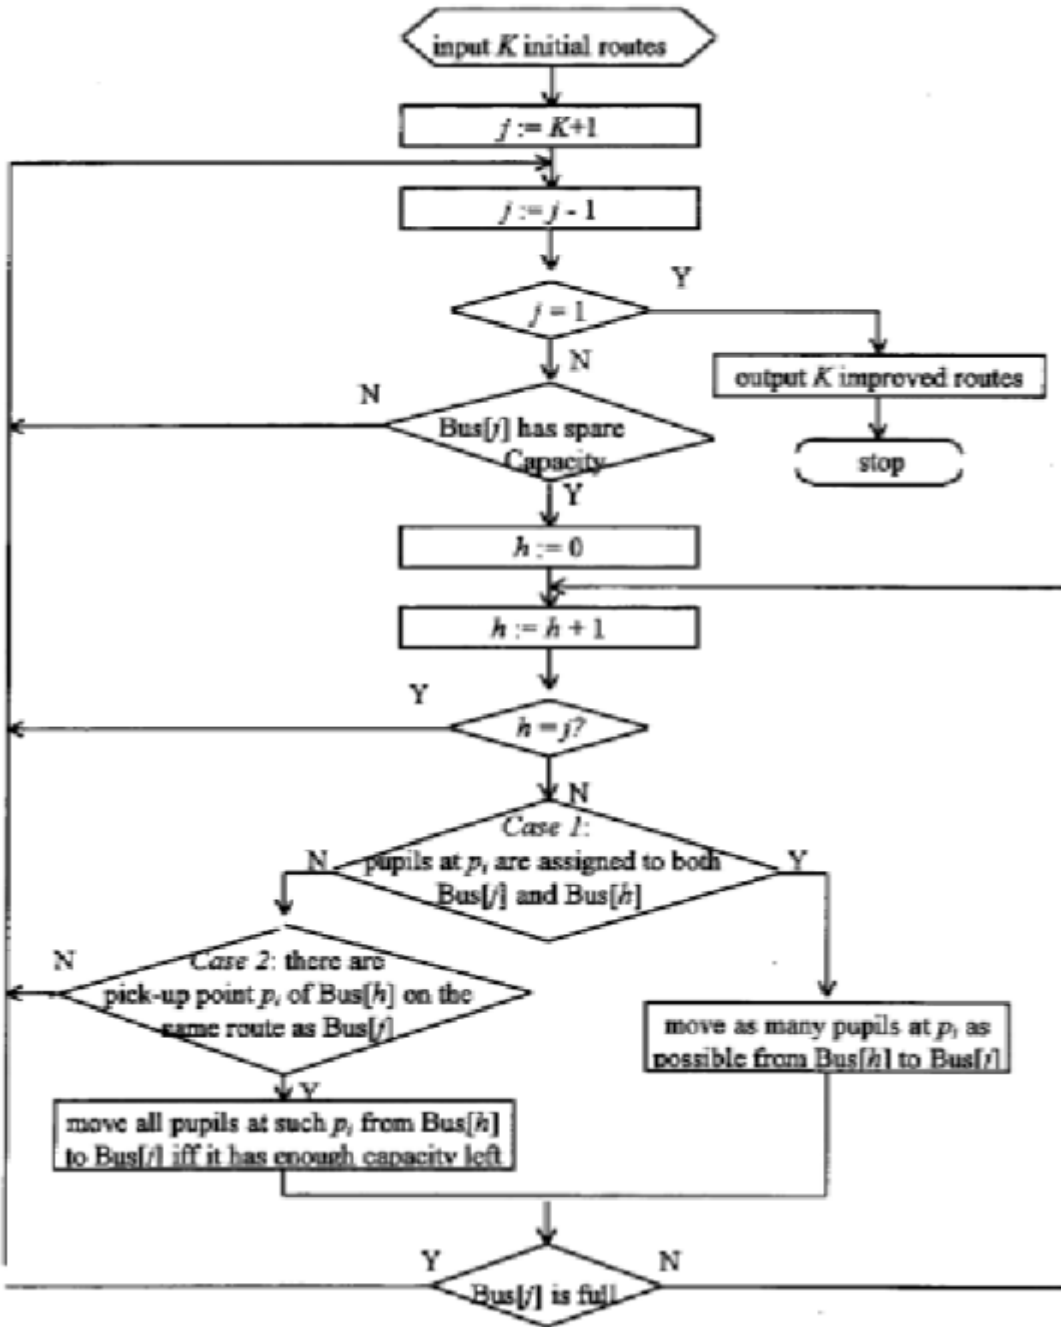 input K initial routes
j := K+1
j := j - 1
Y
j = 1
N
output K improved routes
N
Bus[j] has spare
Capacity
stop
Y
h := 0
h := h + 1
Y
h = j?
N
Case 1:
N
pupils at pᵢ are assigned to both
Y
Bus[j] and Bus[h]
N
Case 2: there are
pick-up point pᵢ of Bus[h] on the
same route as Bus[j]
move as many pupils at pᵢ as
possible from Bus[h] to Bus[j]
Y
move all pupils at such pᵢ from Bus[h]
to Bus[j] iff it has enough capacity left
Y
N
Bus[j] is full